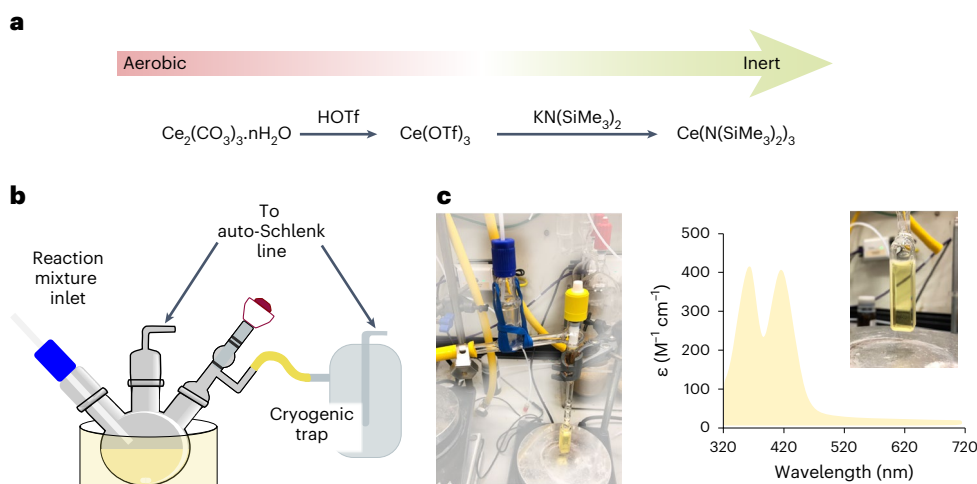 a
Aerobic
Inert
HOTf
KN(SiMe₃)₂
Ce₂(CO₃)₃.nH₂O
Ce(OTf)₃
Ce(N(SiMe₃)₂)₃
b
To
auto-Schlenk
line
Reaction
mixture
inlet
Cryogenic
trap
c
500
400
300
200
100
0
ε (M⁻¹ cm⁻¹)
320
420
520
620
720
Wavelength (nm)